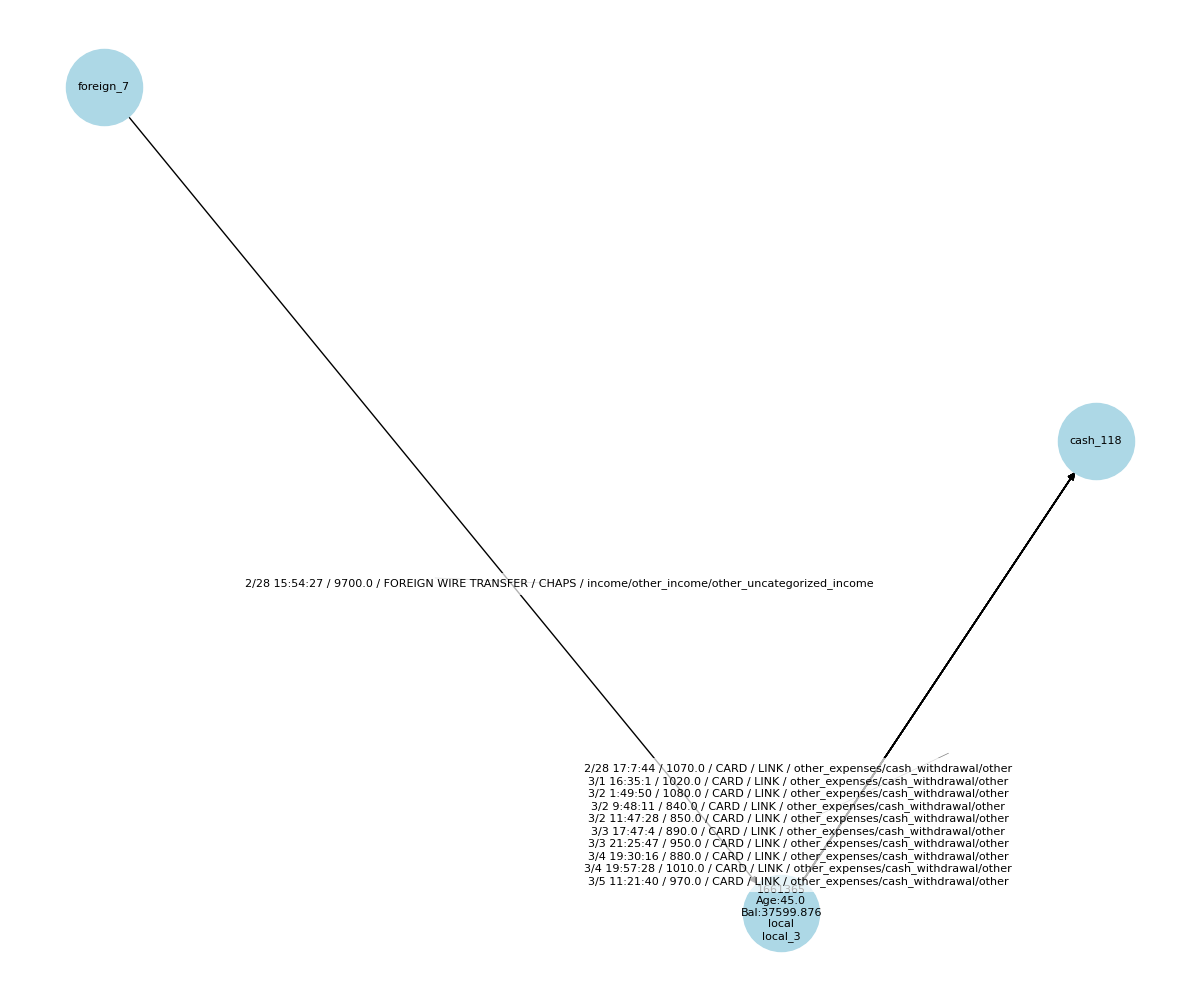 foreign_7
cash_118
2/28 15:54:27 / 9700.0 / FOREIGN WIRE TRANSFER / CHAPS / income/other_income/other_uncategorized_income
2/28 17:7:44 / 1070.0 / CARD / LINK / other_expenses/cash_withdrawal/other
3/1 16:35:1 / 1020.0 / CARD / LINK / other_expenses/cash_withdrawal/other
3/2 1:49:50 / 1080.0 / CARD / LINK / other_expenses/cash_withdrawal/other
3/2 9:48:11 / 840.0 / CARD / LINK / other_expenses/cash_withdrawal/other
3/2 11:47:28 / 850.0 / CARD / LINK / other_expenses/cash_withdrawal/other
3/3 17:47:4 / 890.0 / CARD / LINK / other_expenses/cash_withdrawal/other
3/3 21:25:47 / 950.0 / CARD / LINK / other_expenses/cash_withdrawal/other
3/4 19:30:16 / 880.0 / CARD / LINK / other_expenses/cash_withdrawal/other
3/4 19:57:28 / 1010.0 / CARD / LINK / other_expenses/cash_withdrawal/other
3/5 11:21:40 / 970.0 / CARD / LINK / other_expenses/cash_withdrawal/other
Age:45.0
Bal:37599.876
local
local_3